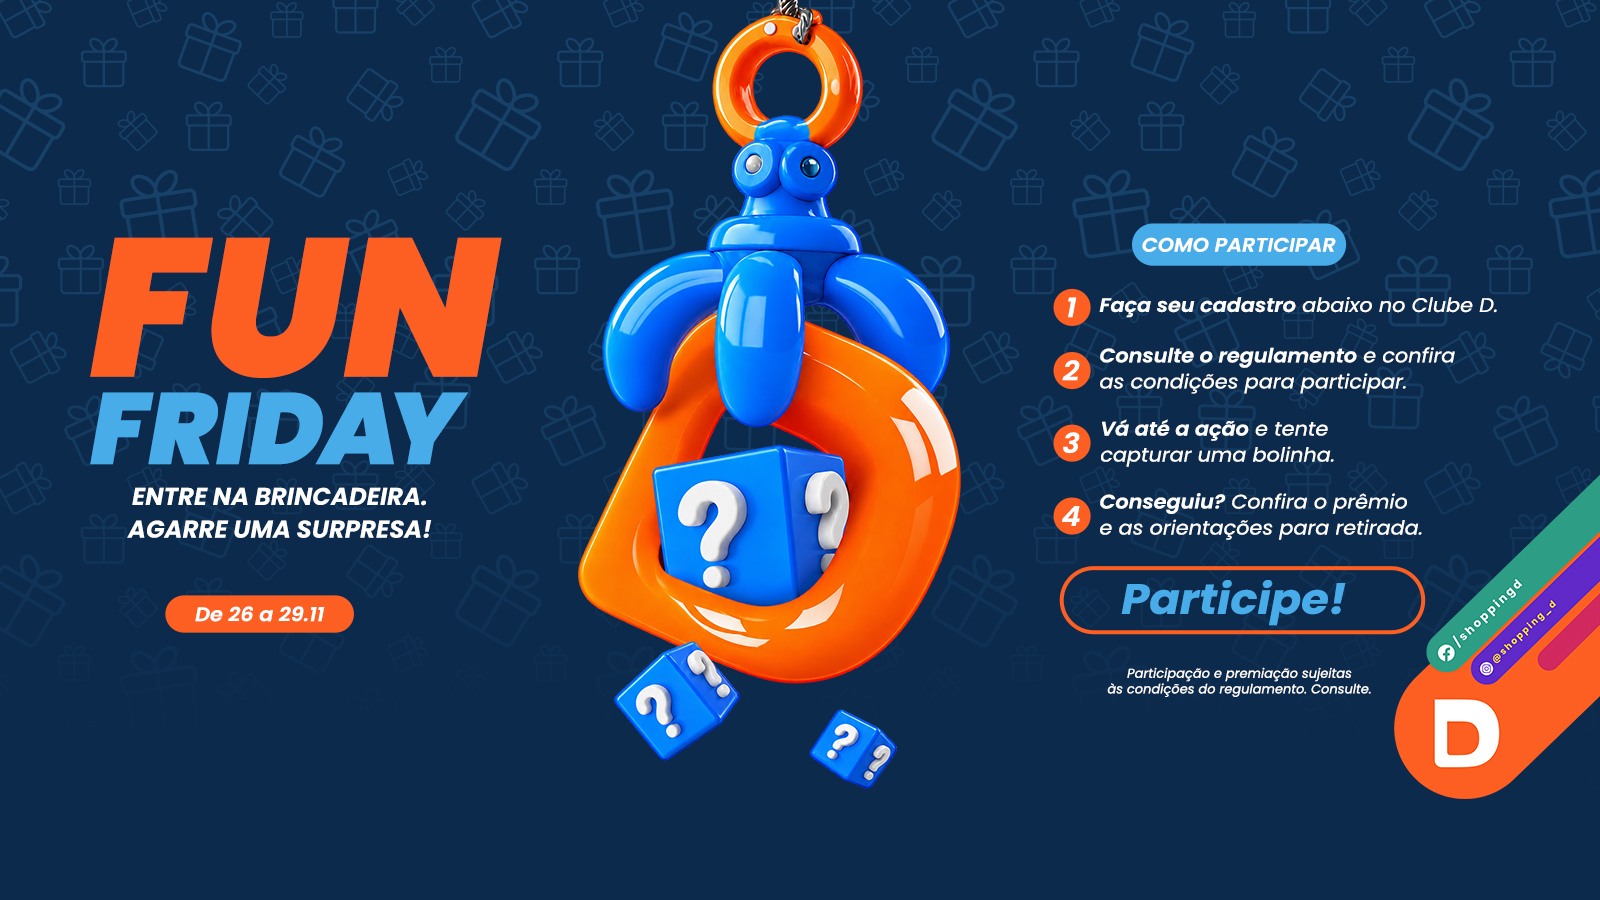 FUN
FRIDAY
ENTRE NA BRINCADEIRA.
AGARRE UMA SURPRESA!
De 26 a 29.11
? ?
? ?
? ?
COMO PARTICIPAR
1 Faça seu cadastro abaixo no Clube D.
2 Consulte o regulamento e confira
as condições para participar.
3 Vá até a ação e tente
capturar uma bolinha.
4 Conseguiu? Confira o prêmio
e as orientações para retirada.
Participe!
Participação e premiação sujeitas
às condições do regulamento. Consulte.
/shoppingd
@shopping_d
D